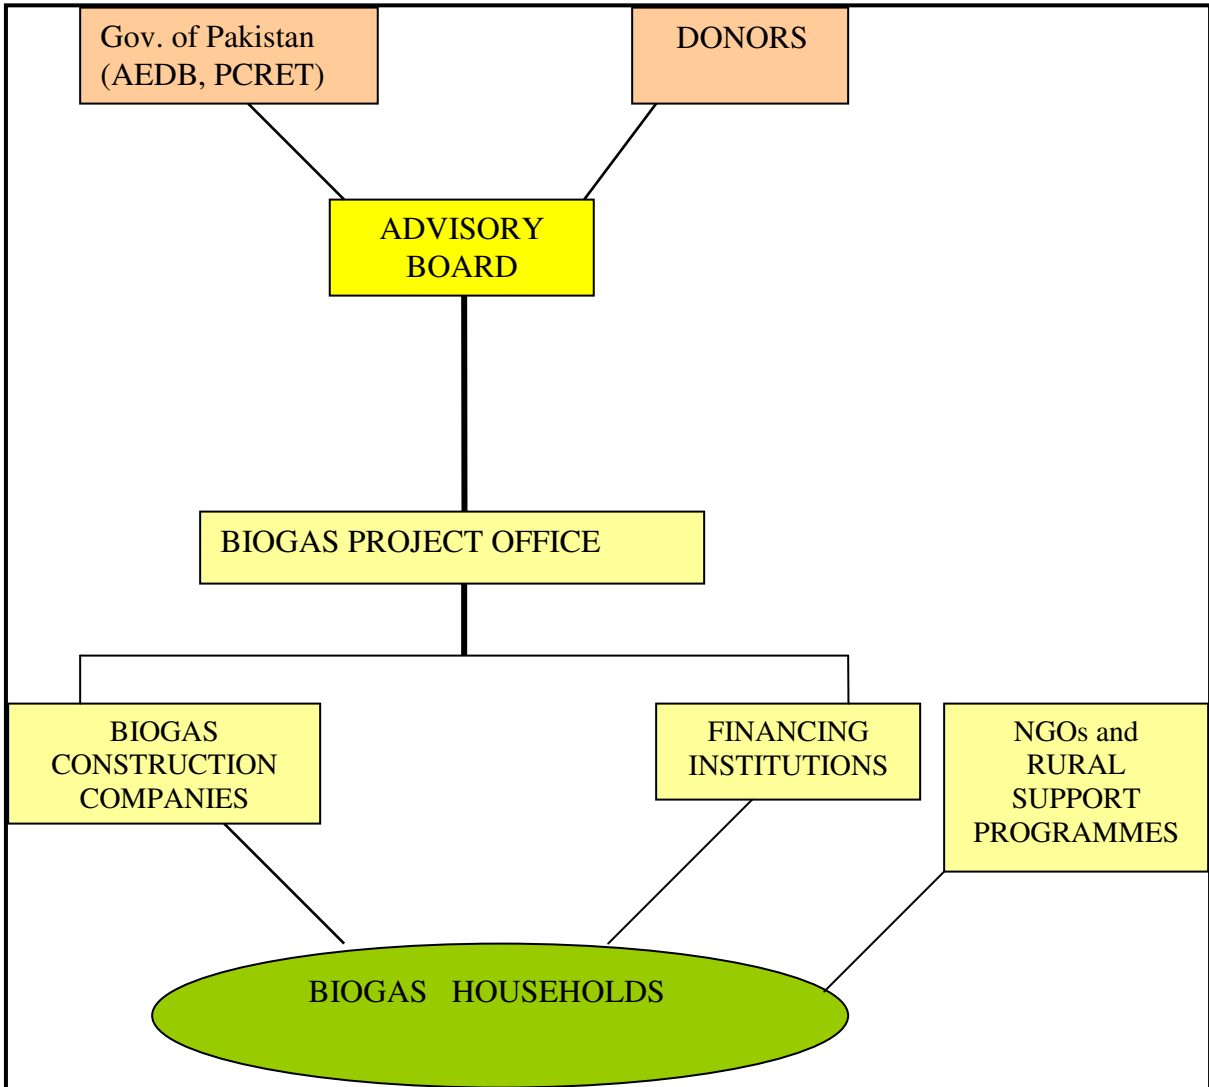 Gov. of Pakistan
(AEDB, PCRET)
DONORS
ADVISORY
BOARD
BIOGAS PROJECT OFFICE
BIOGAS
CONSTRUCTION
COMPANIES
FINANCING
INSTITUTIONS
NGOs and
RURAL
SUPPORT
PROGRAMMES
BIOGAS HOUSEHOLDS